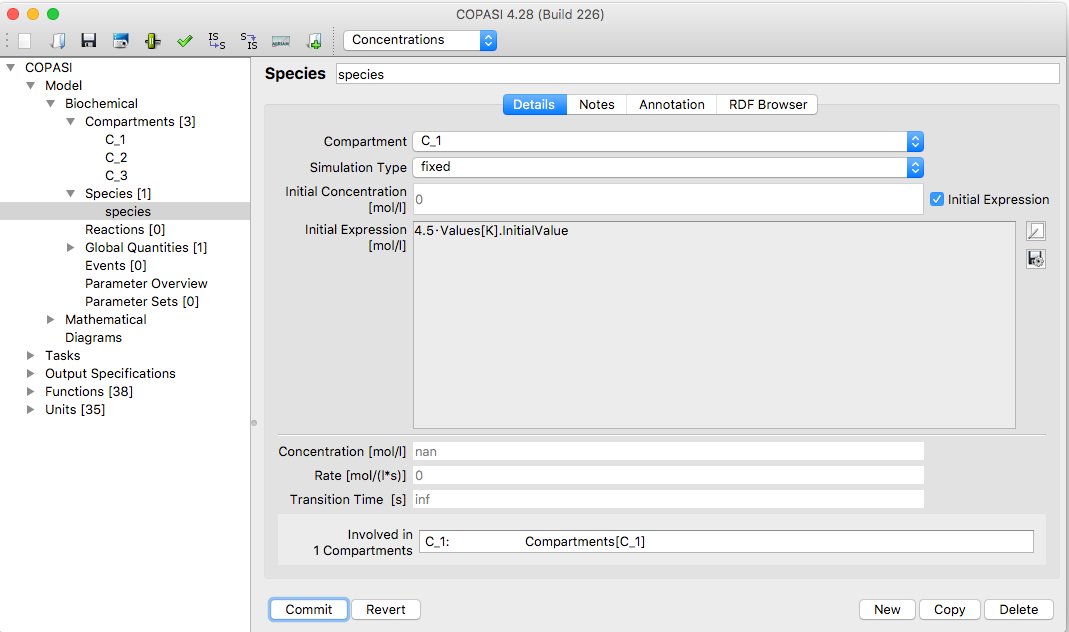 COPASI 4.28 (Build 226)
Concentrations
COPASI
Model
Biochemical
Compartments [3]
C_1
C_2
C_3
Species [1]
species
Reactions [0]
Global Quantities [1]
Events [0]
Parameter Overview
Parameter Sets [0]
Mathematical
Diagrams
Tasks
Output Specifications
Functions [38]
Units [35]
Species species
Details Notes Annotation RDF Browser
Compartment C_1
Simulation Type fixed
Initial Concentration
[mol/l] 0 Initial Expression
Initial Expression 4.5·Values[K].InitialValue
[mol/l]
Concentration [mol/l] nan
Rate [mol/(l*s)] 0
Transition Time [s] inf
Involved in
1 Compartments C_1: Compartments[C_1]
Commit Revert New Copy Delete